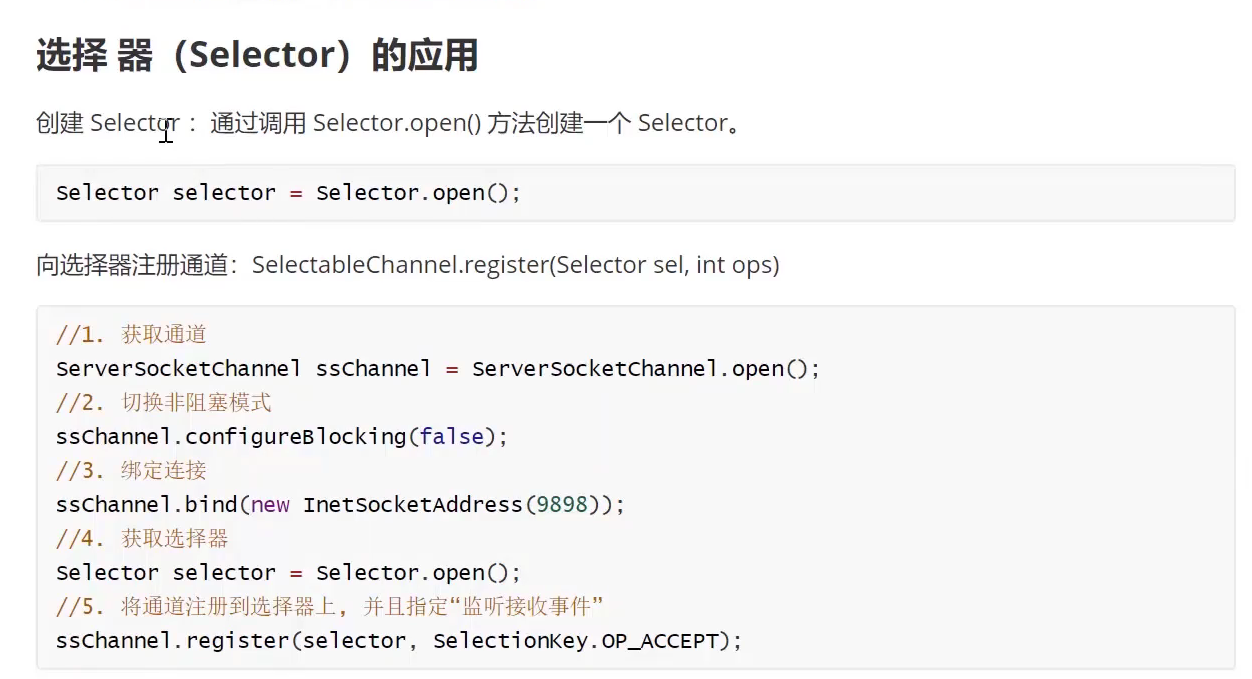 选择 器（Selector）的应用
创建 Selector ：通过调用 Selector.open() 方法创建一个 Selector。
Selector selector = Selector.open();
向选择器注册通道：SelectableChannel.register(Selector sel, int ops)
//1. 获取通道
ServerSocketChannel ssChannel = ServerSocketChannel.open();
//2. 切换非阻塞模式
ssChannel.configureBlocking(false);
//3. 绑定连接
ssChannel.bind(new InetSocketAddress(9898));
//4. 获取选择器
Selector selector = Selector.open();
//5. 将通道注册到选择器上, 并且指定“监听接收事件”
ssChannel.register(selector, SelectionKey.OP_ACCEPT);